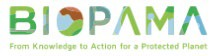 BIOPAMA
From Knowledge to Action for a Protected Planet